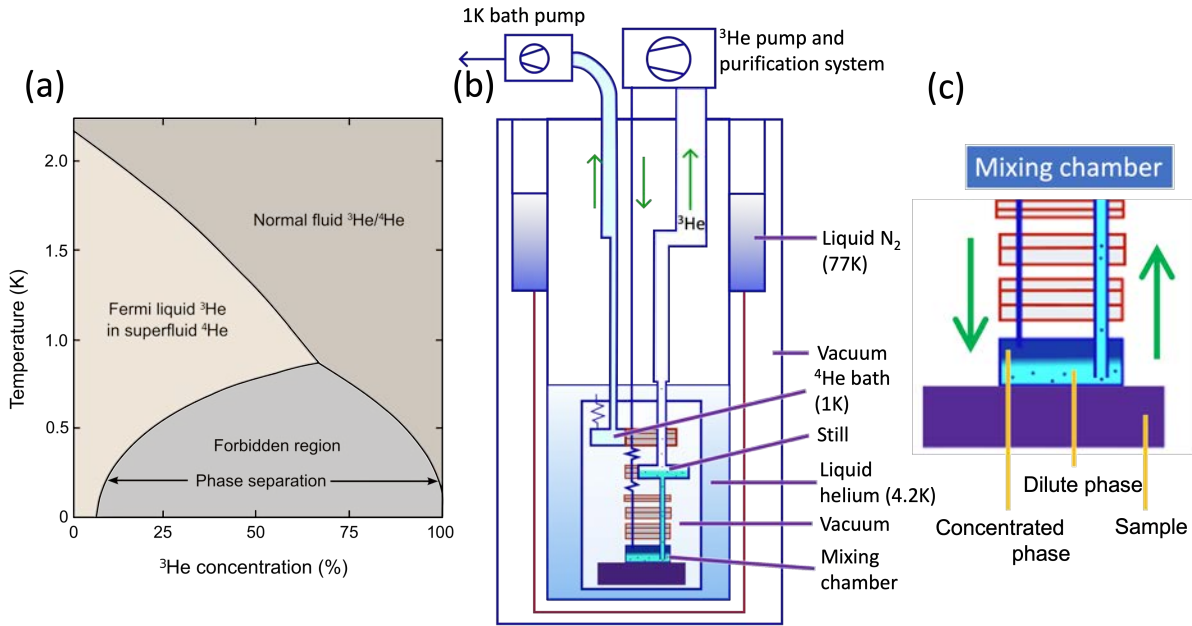 (a)
Temperature (K)
2.0
1.5
1.0
0.5
0
0
25
50
75
100
³He concentration (%)
Normal fluid ³He/⁴He
Fermi liquid ³He
in superfluid ⁴He
Forbidden region
Phase separation
(b)
1K bath pump
³He pump and
purification system
³He
Liquid N₂
(77K)
Vacuum
⁴He bath
(1K)
Still
Liquid
helium (4.2K)
Vacuum
Mixing
chamber
(c)
Mixing chamber
Dilute phase
Concentrated
phase
Sample